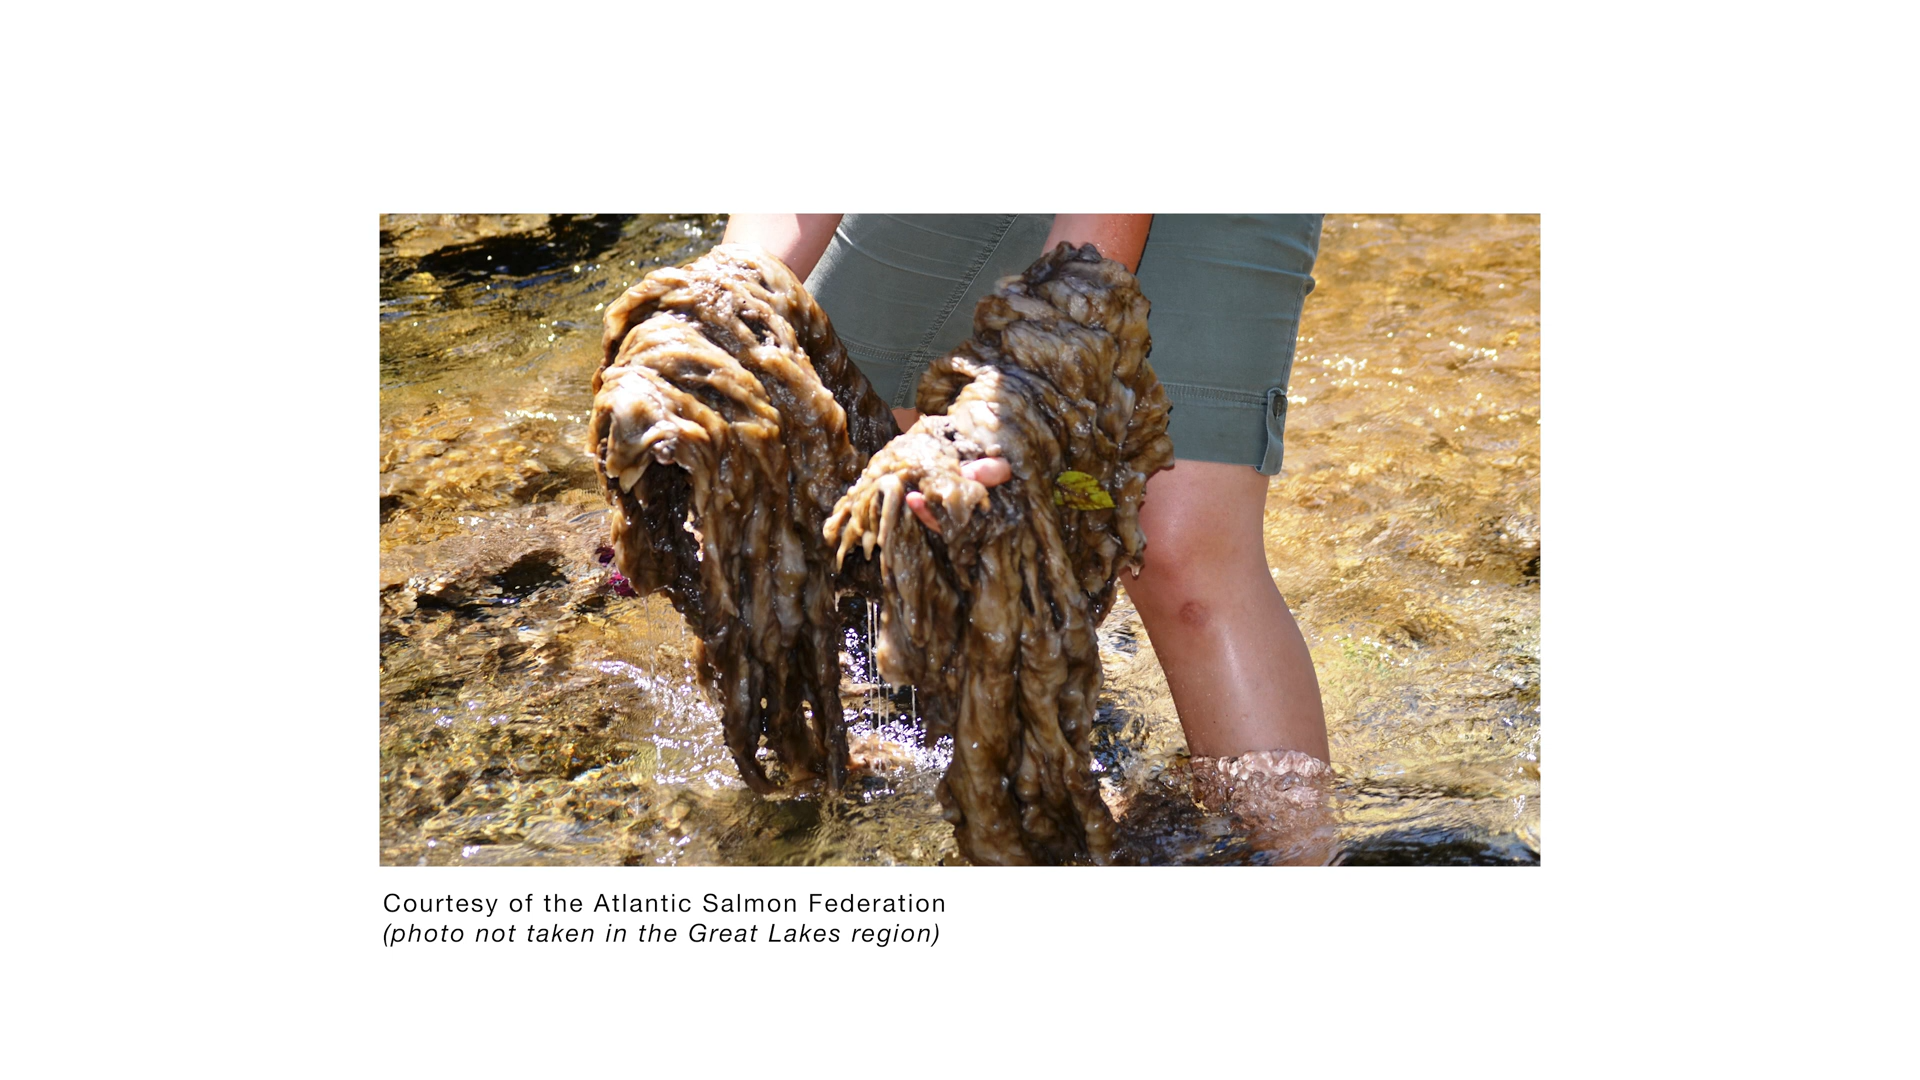 Courtesy of the Atlantic Salmon Federation
(photo not taken in the Great Lakes region)